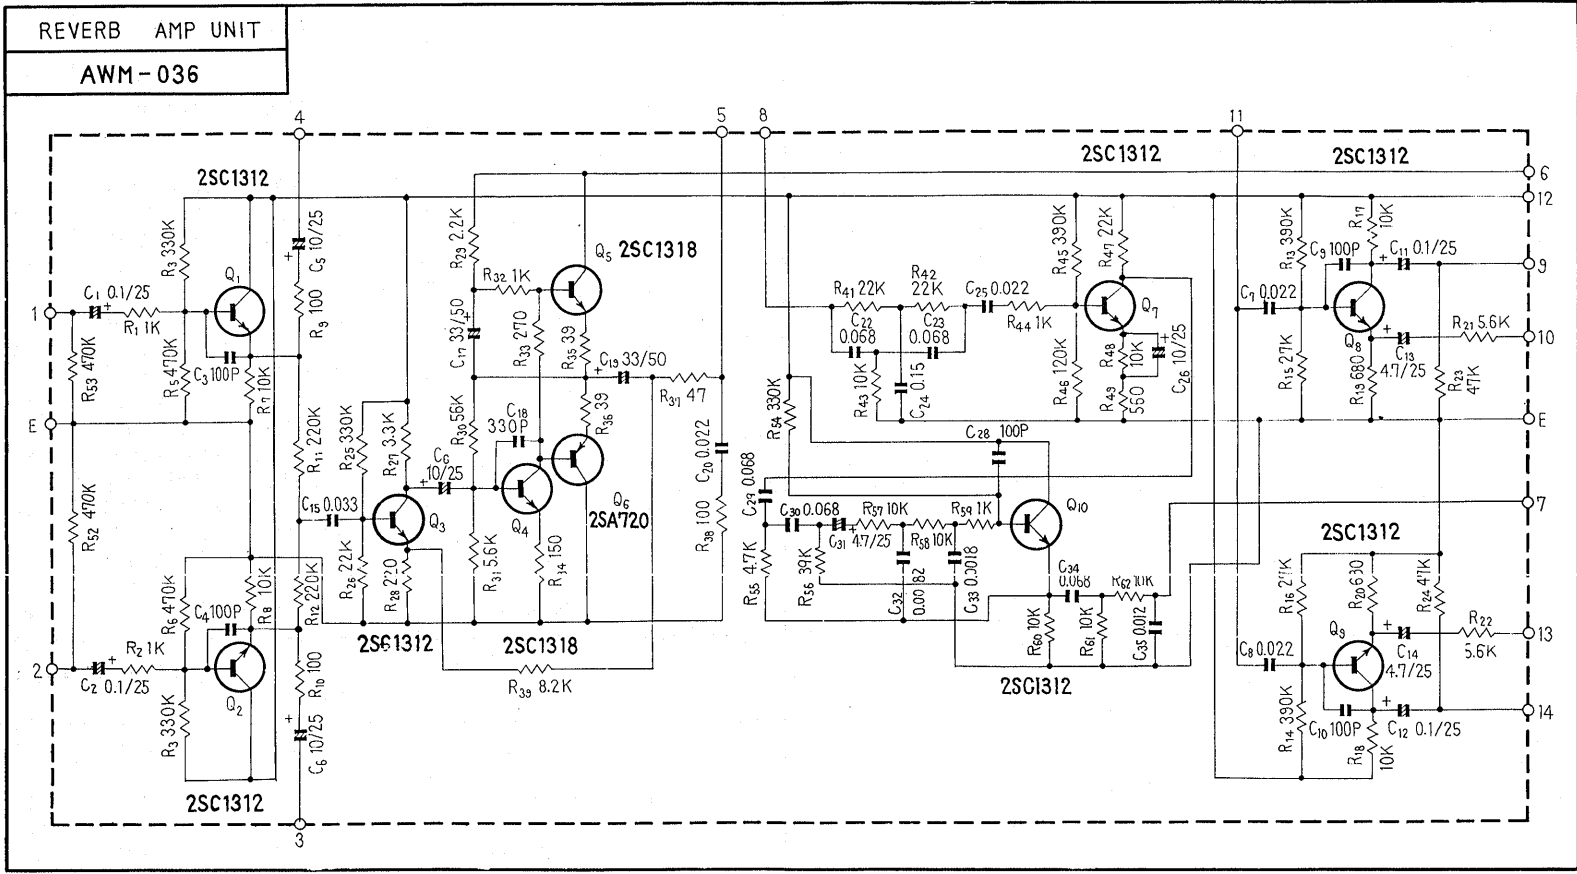 REVERB AMP UNIT
AWM-036
4
5
8
11
2SC1312
2SC1312
2SC1312
6
12
R3 330K
C5 10/25
R29 2.2K
Q5 2SC1318
R45 390K
R47 22K
R13 390K
R17 10K
C9 100P
C11 0.1/25
9
Q1
R32 1K
R41 22K
R42 22K
C25 0.022
C7 0.022
1
C1 0.1/25
R1 1K
R9 100
C17 33/50
R33 270
R35 39
C22 0.068
C23 0.068
R44 1K
Q7
Q8
R21 5.6K
10
R53 470K
R5 470K
C3 100P
R7 10K
C19 33/50
R37 47
R43 10K
C24 0.15
R46 120K
R48 10K
C26 10/25
R49 560
R15 27K
R19 680
C13 4.7/25
R23 47K
E
R11 220K
R25 330K
R27 3.3K
R30 56K
C18 330P
R36 39
C20 0.022
R54 390K
C28 100P
E
R52 470K
C15 0.033
C6 10/25
Q3
Q4
Q6
2SA720
R38 100
C29 0.068
C30 0.068
C31 4.7/25
R57 10K
R58 10K
R59 1K
Q10
7
2SC1312
R6 470K
C4 100P
R8 10K
R12 220K
R26 22K
R28 220
R31 5.6K
R34 150
R55 4.7K
R56 39K
C32 0.0082
C33 0.0018
C34 0.068
R62 10K
R60 10K
R61 10K
C35 0.012
R16 27K
R20 680
R24 47K
2SC1312
2SC1318
2
C2 0.1/25
R2 1K
Q2
R10 100
R39 8.2K
2SC1312
C8 0.022
Q9
C14 4.7/25
R22 5.6K
13
R3 330K
C6 10/25
R14 390K
C10 100P
R18 10K
C12 0.1/25
14
2SC1312
3